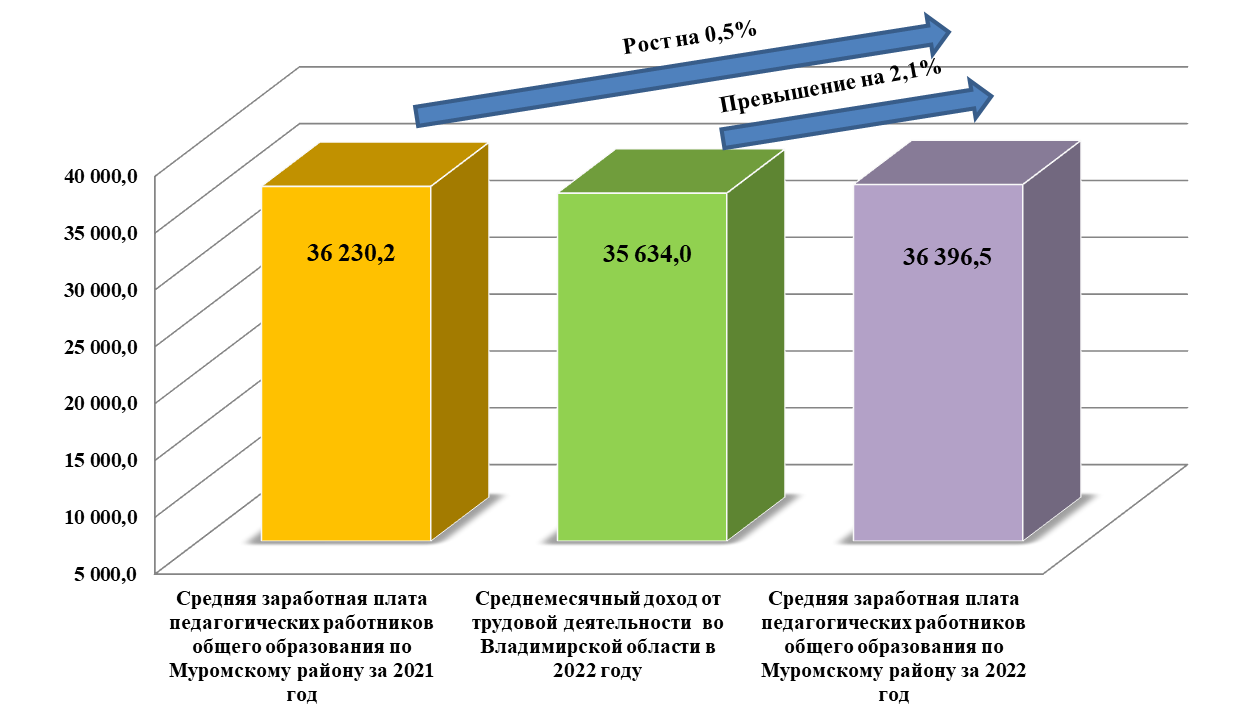 Рост на 0,5%
Превышение на 2,1%
40 000,0
35 000,0
30 000,0
25 000,0
20 000,0
15 000,0
10 000,0
5 000,0
36 230,2
35 634,0
36 396,5
Средняя заработная плата
педагогических работников
общего образования по
Муромскому району за 2021
год
Среднемесячный доход от
трудовой деятельности во
Владимирской области в
2022 году
Средняя заработная плата
педагогических работников
общего образования по
Муромскому району за 2022
год